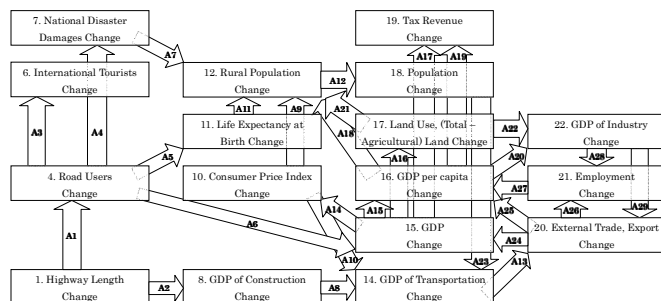 7. National Disaster
Damages Change
19. Tax Revenue
Change
A7
A17
A19
6. International Tourists
Change
12. Rural Population
Change
A12
18. Population
Change
A3
A4
A11
A9
A21
A18
11. Life Expectancy at
Birth Change
17. Land Use, (Total –
Agricultural) Land Change
A22
22. GDP of Industry
Change
A5
A16
A20
A28
4. Road Users
Change
10. Consumer Price Index
Change
16. GDP per capita
Change
A27
21. Employment
Change
A6
A14
A15
A25
A26
A29
A1
15. GDP
Change
A24
20. External Trade, Export
Change
A10
A23
A13
1. Highway Length
Change
A2
8. GDP of Construction
Change
A8
14. GDP of Transportation
Change